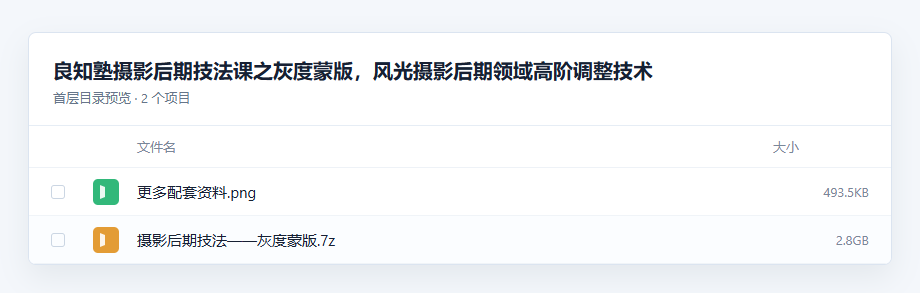 良知塾摄影后期技法课之灰度蒙版，风光摄影后期领域高阶调整技术
首层目录预览 · 2 个项目
文件名 大小
更多配套资料.png 493.5KB
摄影后期技法——灰度蒙版.7z 2.8GB